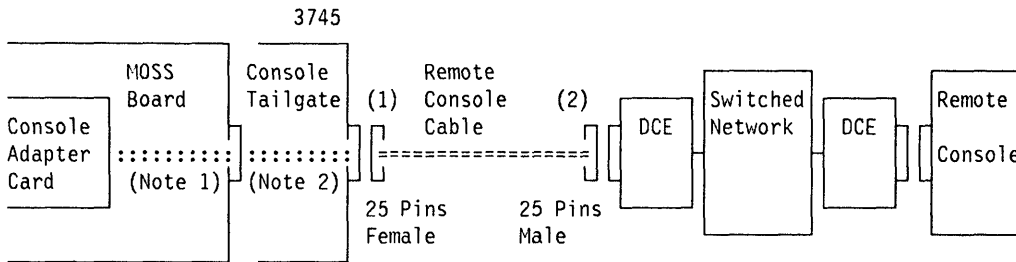 3745
MOSS Board
Console Tailgate
(1)
Remote Console Cable
(2)
Console Adapter Card
(Note 1)
(Note 2)
25 Pins Female
25 Pins Male
DCE
Switched Network
DCE
Remote Console